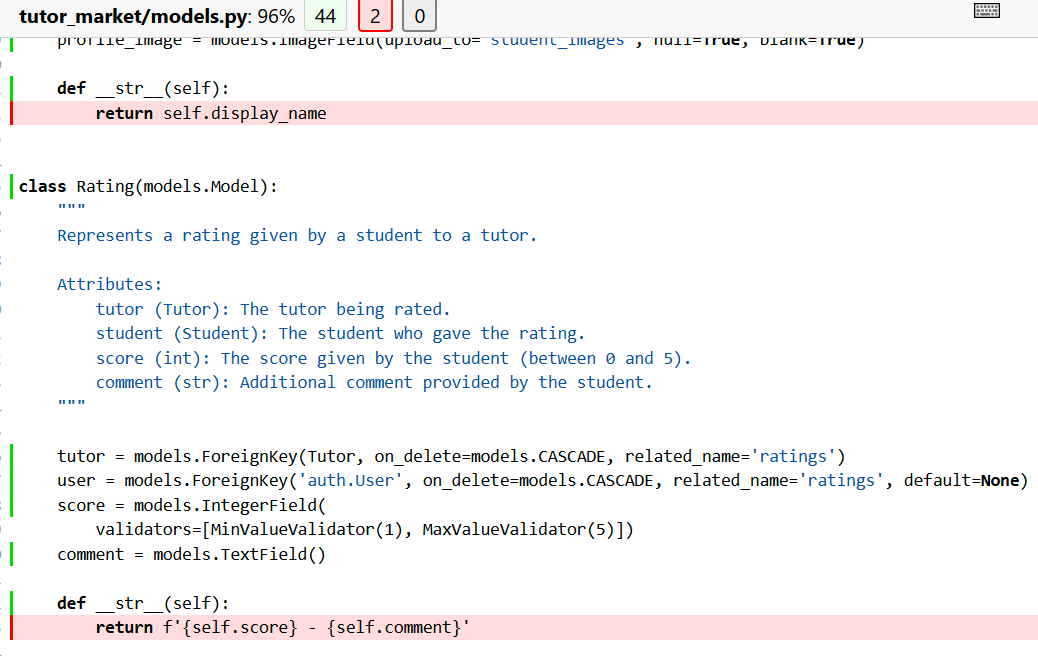 tutor_market/models.py: 96% 44 2 0
profile_image = models.ImageField(upload_to='student_images', null=True, blank=True)
def __str__(self):
return self.display_name
class Rating(models.Model):
"""
Represents a rating given by a student to a tutor.
Attributes:
tutor (Tutor): The tutor being rated.
student (Student): The student who gave the rating.
score (int): The score given by the student (between 0 and 5).
comment (str): Additional comment provided by the student.
"""
tutor = models.ForeignKey(Tutor, on_delete=models.CASCADE, related_name='ratings')
user = models.ForeignKey('auth.User', on_delete=models.CASCADE, related_name='ratings', default=None)
score = models.IntegerField(
validators=[MinValueValidator(1), MaxValueValidator(5)])
comment = models.TextField()
def __str__(self):
return f'{self.score} - {self.comment}'